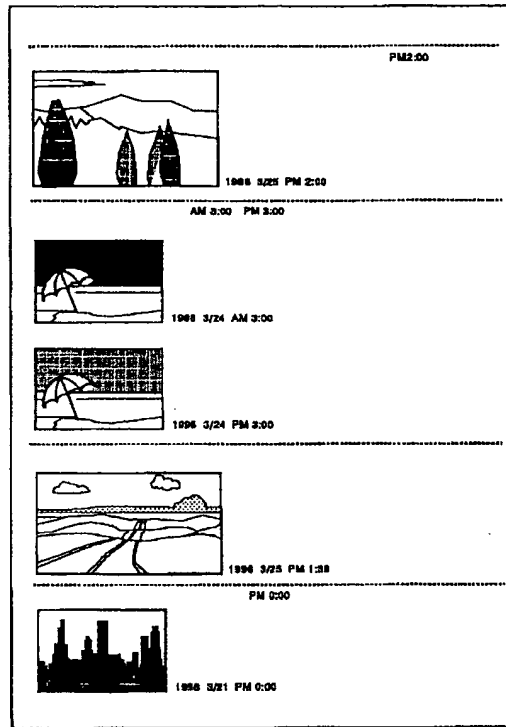 PM2:00
1996 3/25 PM 2:00
AM 3:00 PM 3:00
1996 3/24 AM 3:00
1996 3/24 PM 3:00
1996 3/25 PM
PM 0:00
1996 3/21 PM 0:00